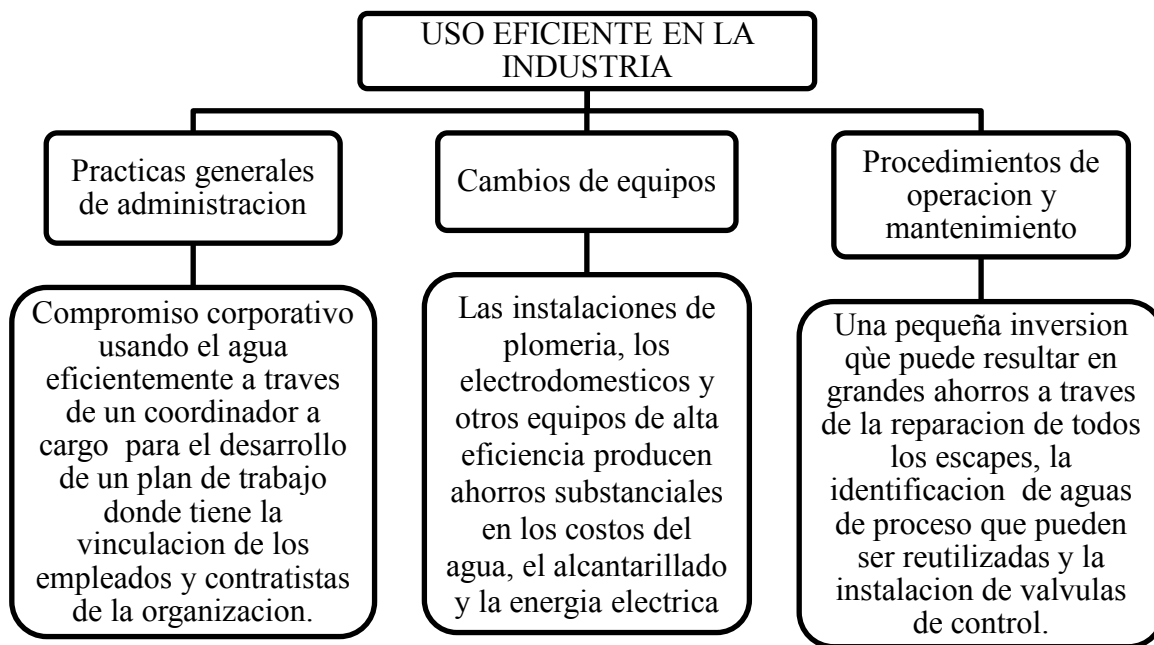 USO EFICIENTE EN LA
INDUSTRIA
Practicas generales
de administracion
Cambios de equipos
Procedimientos de
operacion y
mantenimiento
Compromiso corporativo
usando el agua
eficientemente a traves
de un coordinador a
cargo para el desarrollo
de un plan de trabajo
donde tiene la
vinculacion de los
empleados y contratistas
de la organizacion.
Las instalaciones de
plomeria, los
electrodomesticos y
otros equipos de alta
eficiencia producen
ahorros substanciales
en los costos del
agua, el alcantarillado
y la energia electrica
Una pequeña inversion
qùe puede resultar en
grandes ahorros a traves
de la reparacion de todos
los escapes, la
identificacion de aguas
de proceso que pueden
ser reutilizadas y la
instalacion de valvulas
de control.